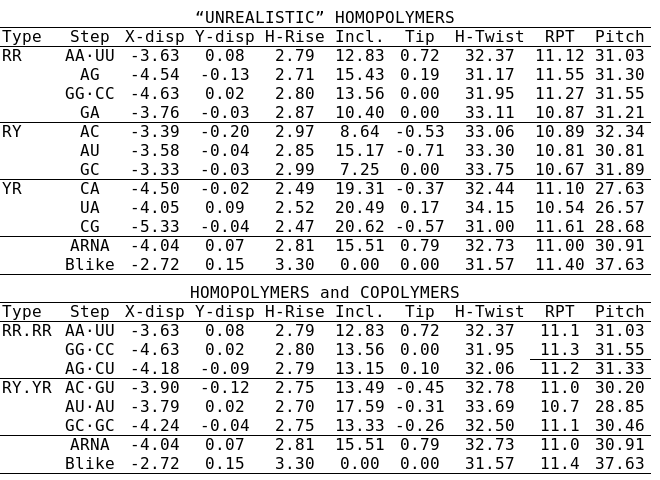 “UNREALISTIC” HOMOPOLYMERS
Type Step X-disp Y-disp H-Rise Incl. Tip H-Twist RPT Pitch
RR AA·UU -3.63 0.08 2.79 12.83 0.72 32.37 11.12 31.03
AG -4.54 -0.13 2.71 15.43 0.19 31.17 11.55 31.30
GG·CC -4.63 0.02 2.80 13.56 0.00 31.95 11.27 31.55
GA -3.76 -0.03 2.87 10.40 0.00 33.11 10.87 31.21
RY AC -3.39 -0.20 2.97 8.64 -0.53 33.06 10.89 32.34
AU -3.58 -0.04 2.85 15.17 -0.71 33.30 10.81 30.81
GC -3.33 -0.03 2.99 7.25 0.00 33.75 10.67 31.89
YR CA -4.50 -0.02 2.49 19.31 -0.37 32.44 11.10 27.63
UA -4.05 0.09 2.52 20.49 0.17 34.15 10.54 26.57
CG -5.33 -0.04 2.47 20.62 -0.57 31.00 11.61 28.68
ARNA -4.04 0.07 2.81 15.51 0.79 32.73 11.00 30.91
Blike -2.72 0.15 3.30 0.00 0.00 31.57 11.40 37.63
HOMOPOLYMERS and COPOLYMERS
Type Step X-disp Y-disp H-Rise Incl. Tip H-Twist RPT Pitch
RR.RR AA·UU -3.63 0.08 2.79 12.83 0.72 32.37 11.1 31.03
GG·CC -4.63 0.02 2.80 13.56 0.00 31.95 11.3 31.55
AG·CU -4.18 -0.09 2.79 13.15 0.10 32.06 11.2 31.33
RY.YR AC·GU -3.90 -0.12 2.75 13.49 -0.45 32.78 11.0 30.20
AU·AU -3.79 0.02 2.70 17.59 -0.31 33.69 10.7 28.85
GC·GC -4.24 -0.04 2.75 13.33 -0.26 32.50 11.1 30.46
ARNA -4.04 0.07 2.81 15.51 0.79 32.73 11.0 30.91
Blike -2.72 0.15 3.30 0.00 0.00 31.57 11.4 37.63